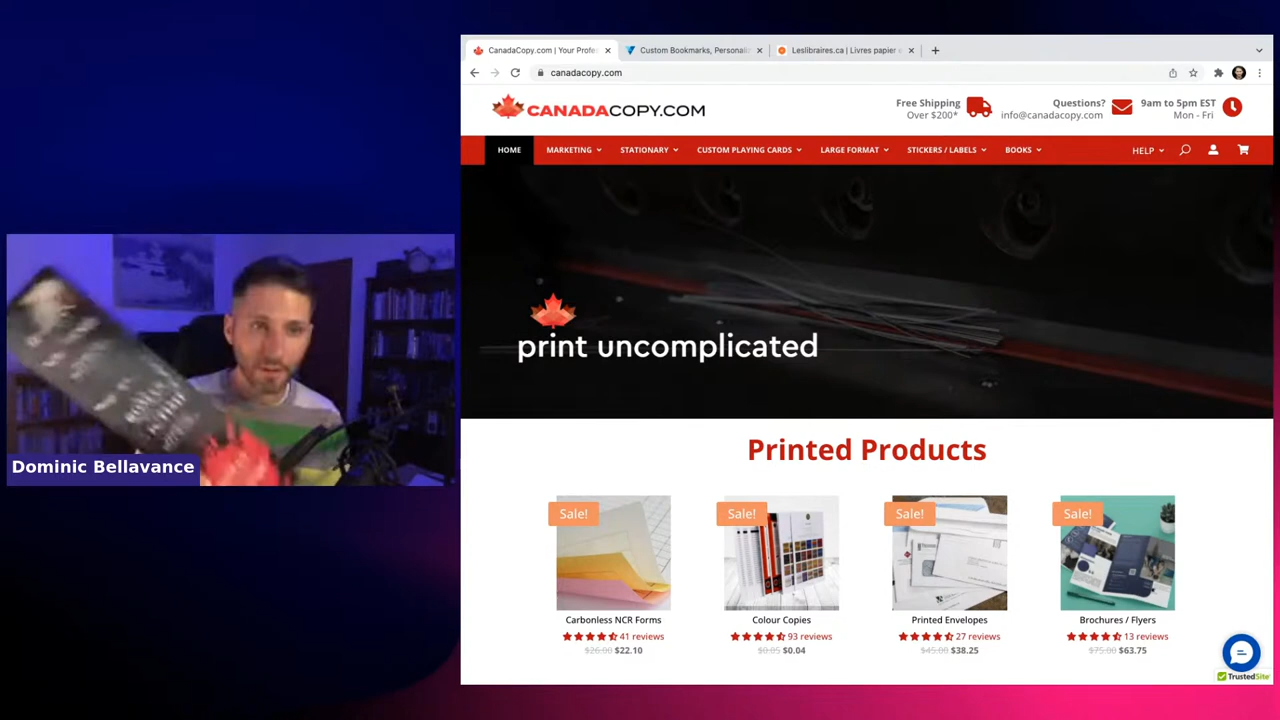 CanadaCopy.com | Your Profe
Custom Bookmarks, Personaliz
Leslibraires.ca | Livres papier e
canadacopy.com
CANADACOPY.COM
Free Shipping
Over $200*
Questions?
info@canadacopy.com
9am to 5pm EST
Mon - Fri
HOME
MARKETING
STATIONARY
CUSTOM PLAYING CARDS
LARGE FORMAT
STICKERS / LABELS
BOOKS
HELP
print uncomplicated
Dominic Bellavance
Printed Products
Sale!
Sale!
Sale!
Sale!
Carbonless NCR Forms
41 reviews
$26.00 $22.10
Colour Copies
93 reviews
$0.05 $0.04
Printed Envelopes
27 reviews
$45.00 $38.25
Brochures / Flyers
13 reviews
$75.00 $63.75
TrustedSite